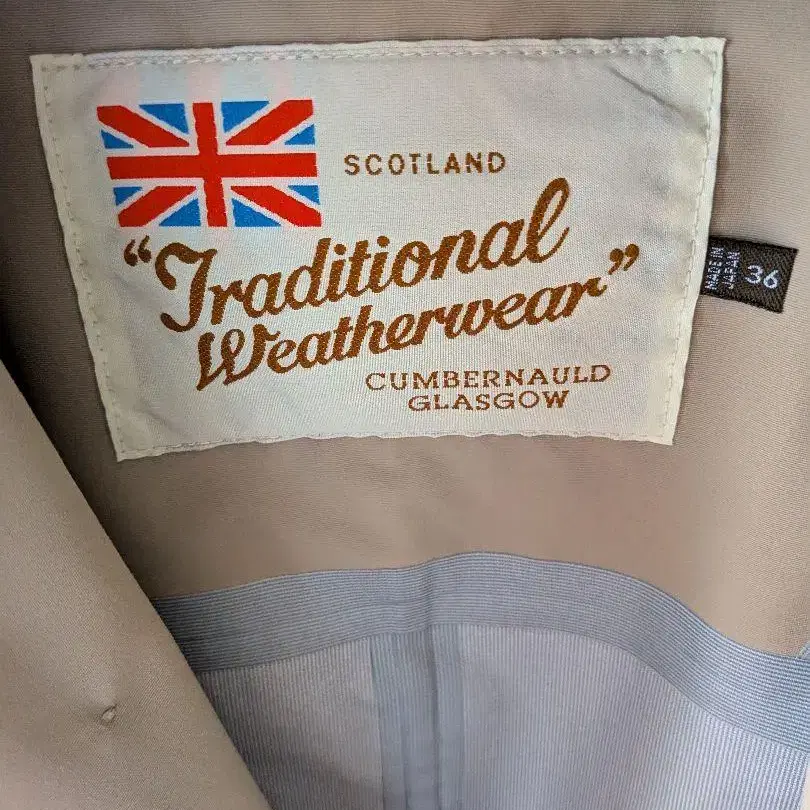 SCOTLAND
“Traditional
Weatherwear”
CUMBERNAULD
GLASGOW
MADE IN
JAPAN
36